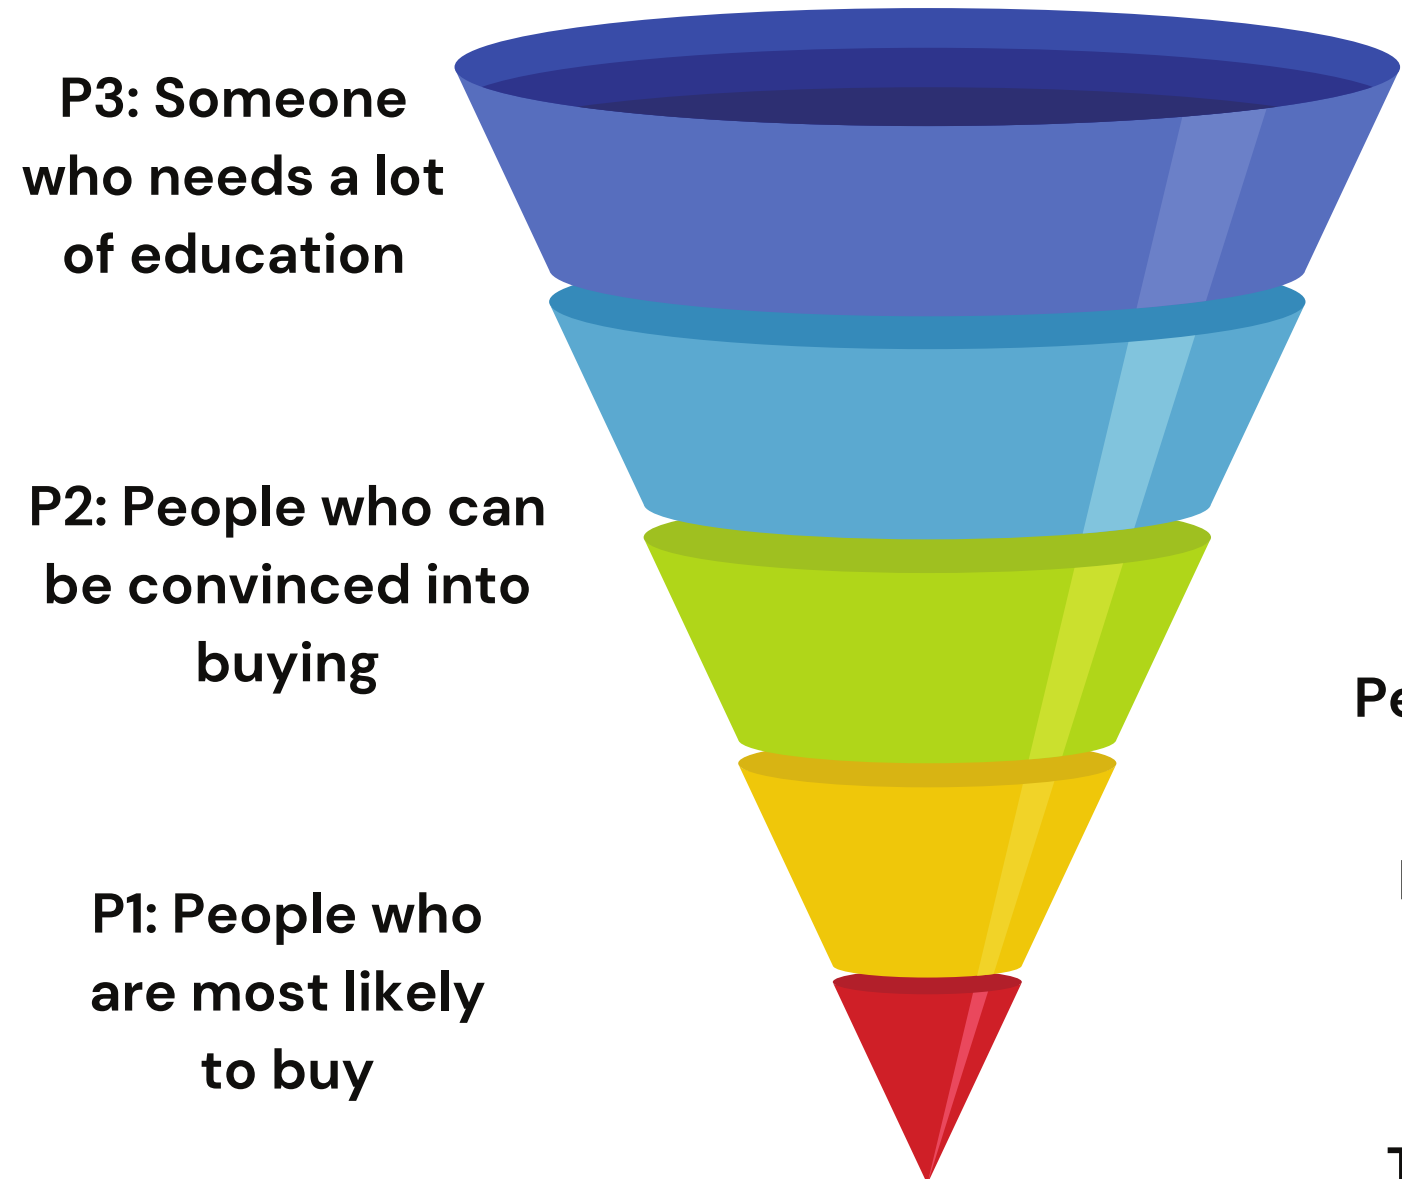 P3: Someone
who needs a lot
of education
P2: People who can
be convinced into
buying
P1: People who
are most likely
to buy